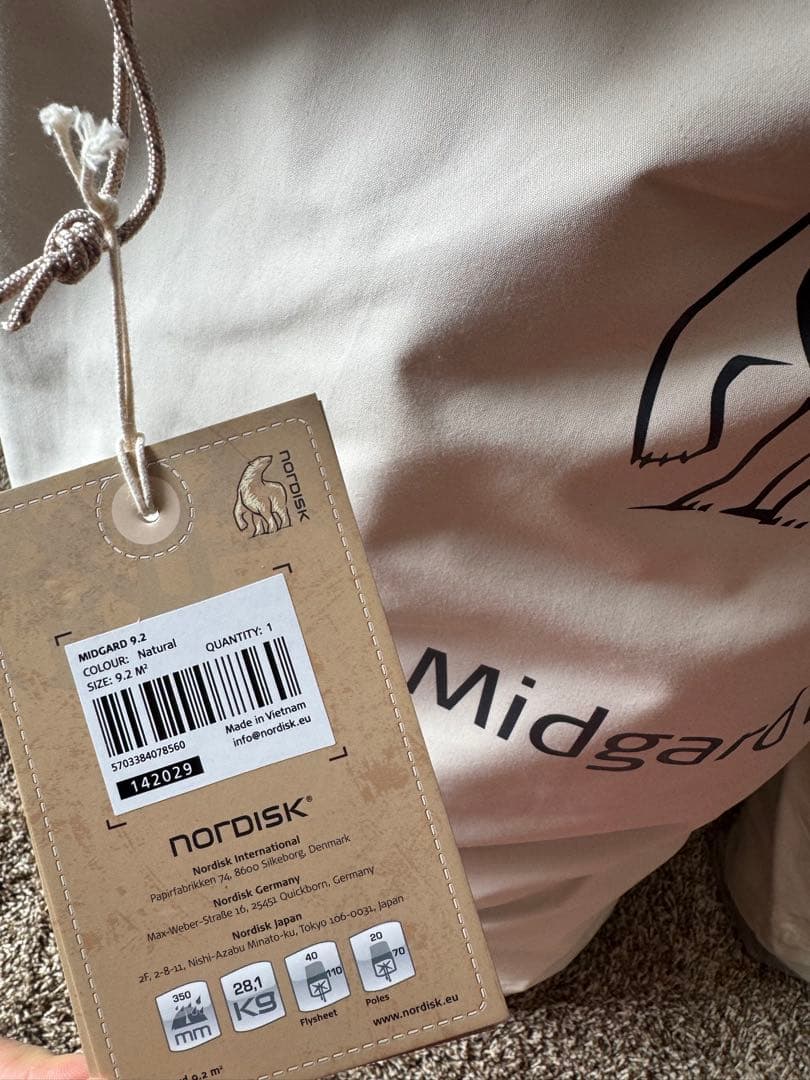 NORDISK
MIDGARD 9.2
COLOUR: Natural QUANTITY: 1
SIZE: 9.2 M²
5703384078560
Made in Vietnam
info@nordisk.eu
142029
NORDISK®
Nordisk International
Papirfabrikken 74, 8600 Silkeborg, Denmark
Nordisk Germany
Max-Weber-Straße 16, 25451 Quickborn, Germany
Nordisk Japan
2F, 2-8-11, Nishi-Azabu Minato-ku, Tokyo 106-0031, Japan
350
mm
28,1
KG
40
110
Flysheet
20
70
Poles
www.nordisk.eu
9.2 m²
Midgard